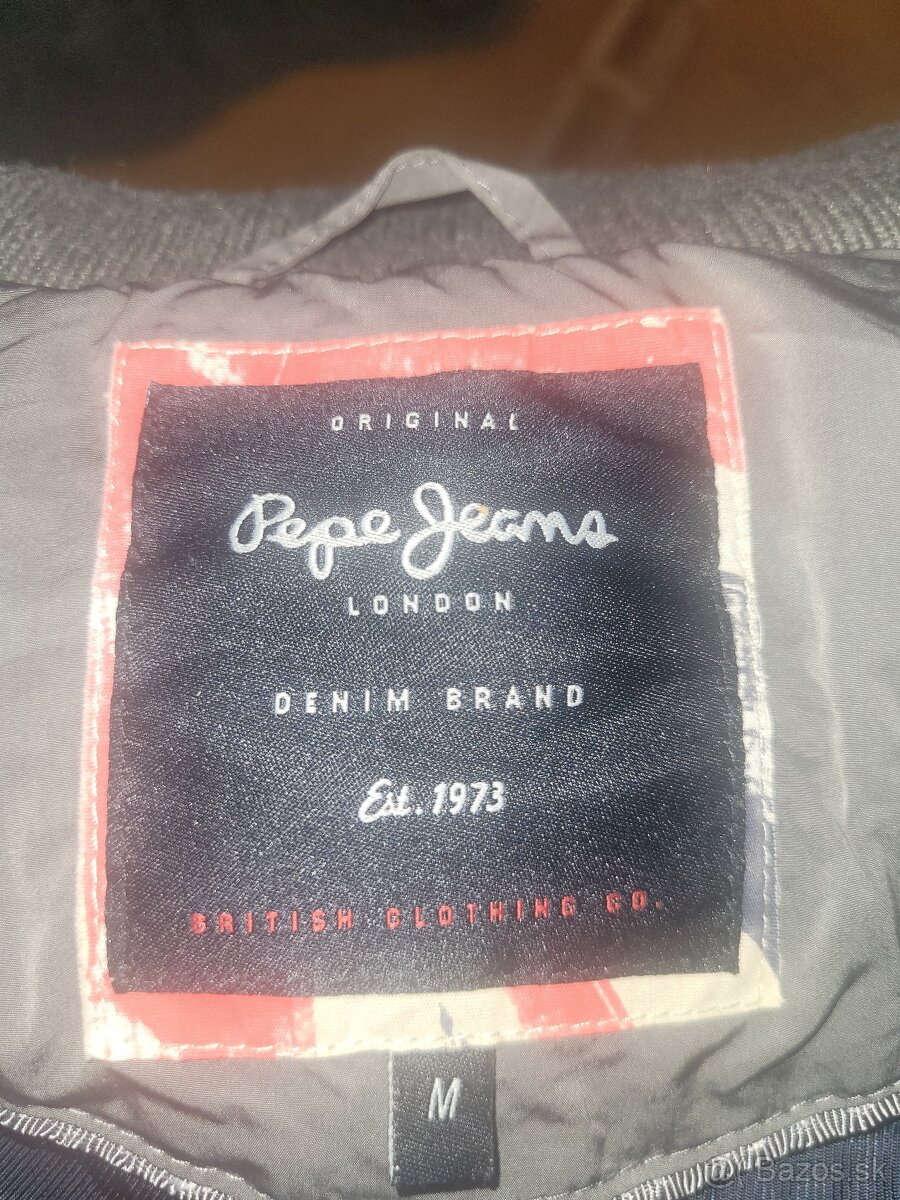 ORIGINAL
Pepe Jeans
LONDON
DENIM BRAND
Est. 1973
BRITISH CLOTHING CO.
M
Bazos.sk